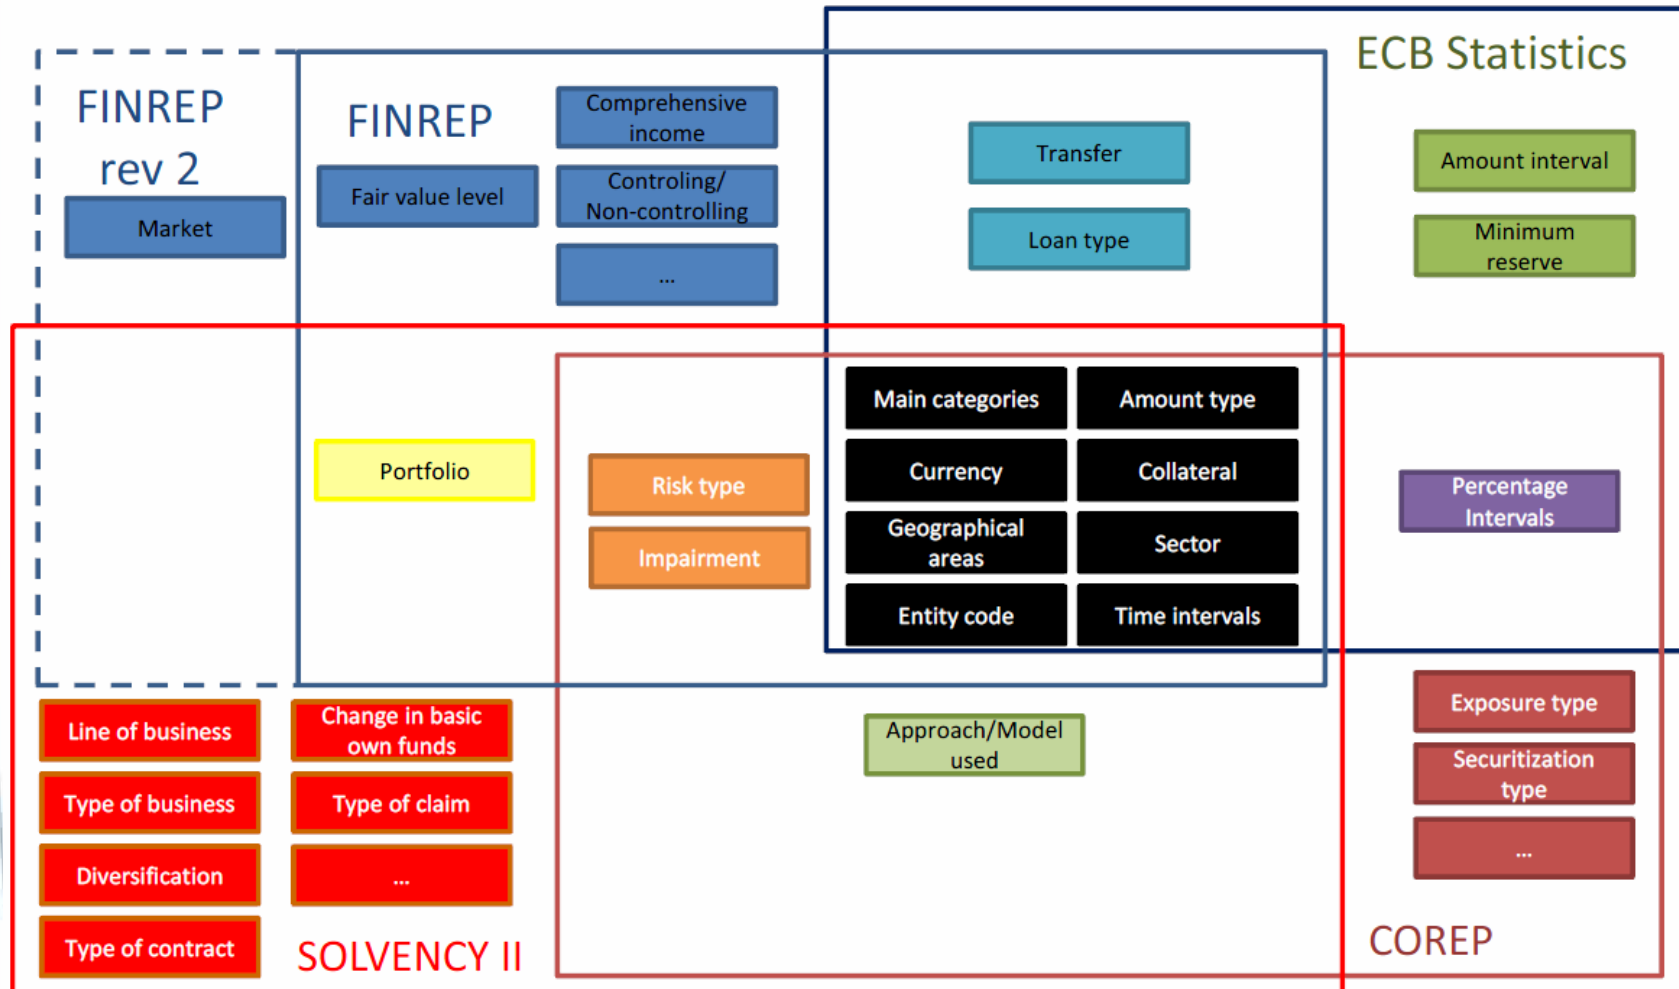 ECB Statistics
FINREP
rev 2
Market
FINREP
Fair value level
Comprehensive
income
Controling/
Non-controlling
...
Transfer
Loan type
Amount interval
Minimum
reserve
Portfolio
Risk type
Impairment
Main categories
Amount type
Currency
Collateral
Geographical
areas
Sector
Entity code
Time intervals
Percentage
Intervals
Line of business
Change in basic
own funds
Type of business
Type of claim
Diversification
...
Type of contract
SOLVENCY II
Approach/Model
used
Exposure type
Securitization
type
...
COREP